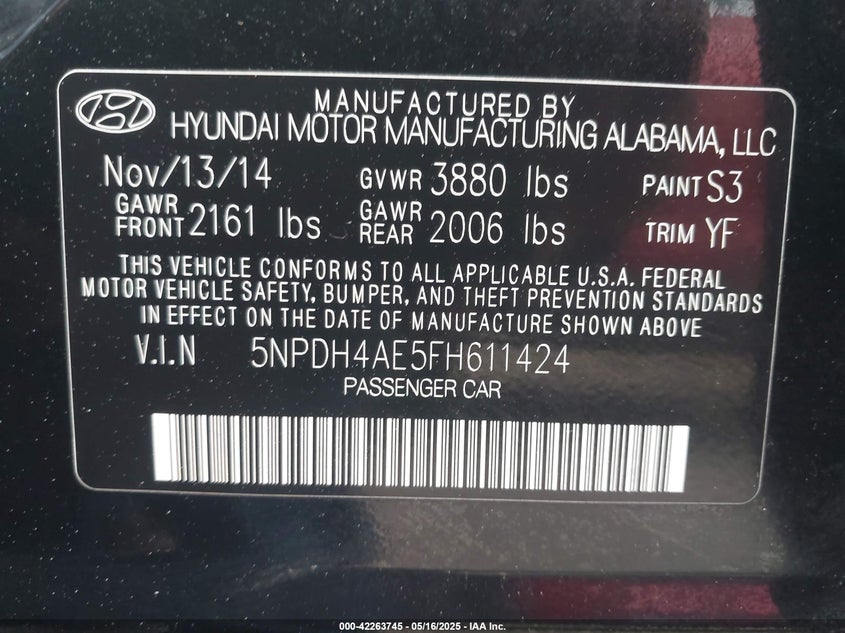 MANUFACTURED BY
HYUNDAI MOTOR MANUFACTURING ALABAMA, LLC
Nov/13/14 GVWR 3880 lbs PAINT S3
GAWR FRONT 2161 lbs GAWR REAR 2006 lbs TRIM YF
THIS VEHICLE CONFORMS TO ALL APPLICABLE U.S.A. FEDERAL
MOTOR VEHICLE SAFETY, BUMPER, AND THEFT PREVENTION STANDARDS
IN EFFECT ON THE DATE OF MANUFACTURE SHOWN ABOVE
V.I.N 5NPDH4AE5FH611424
PASSENGER CAR
000-42263745 - 05/16/2025 - IAA Inc.